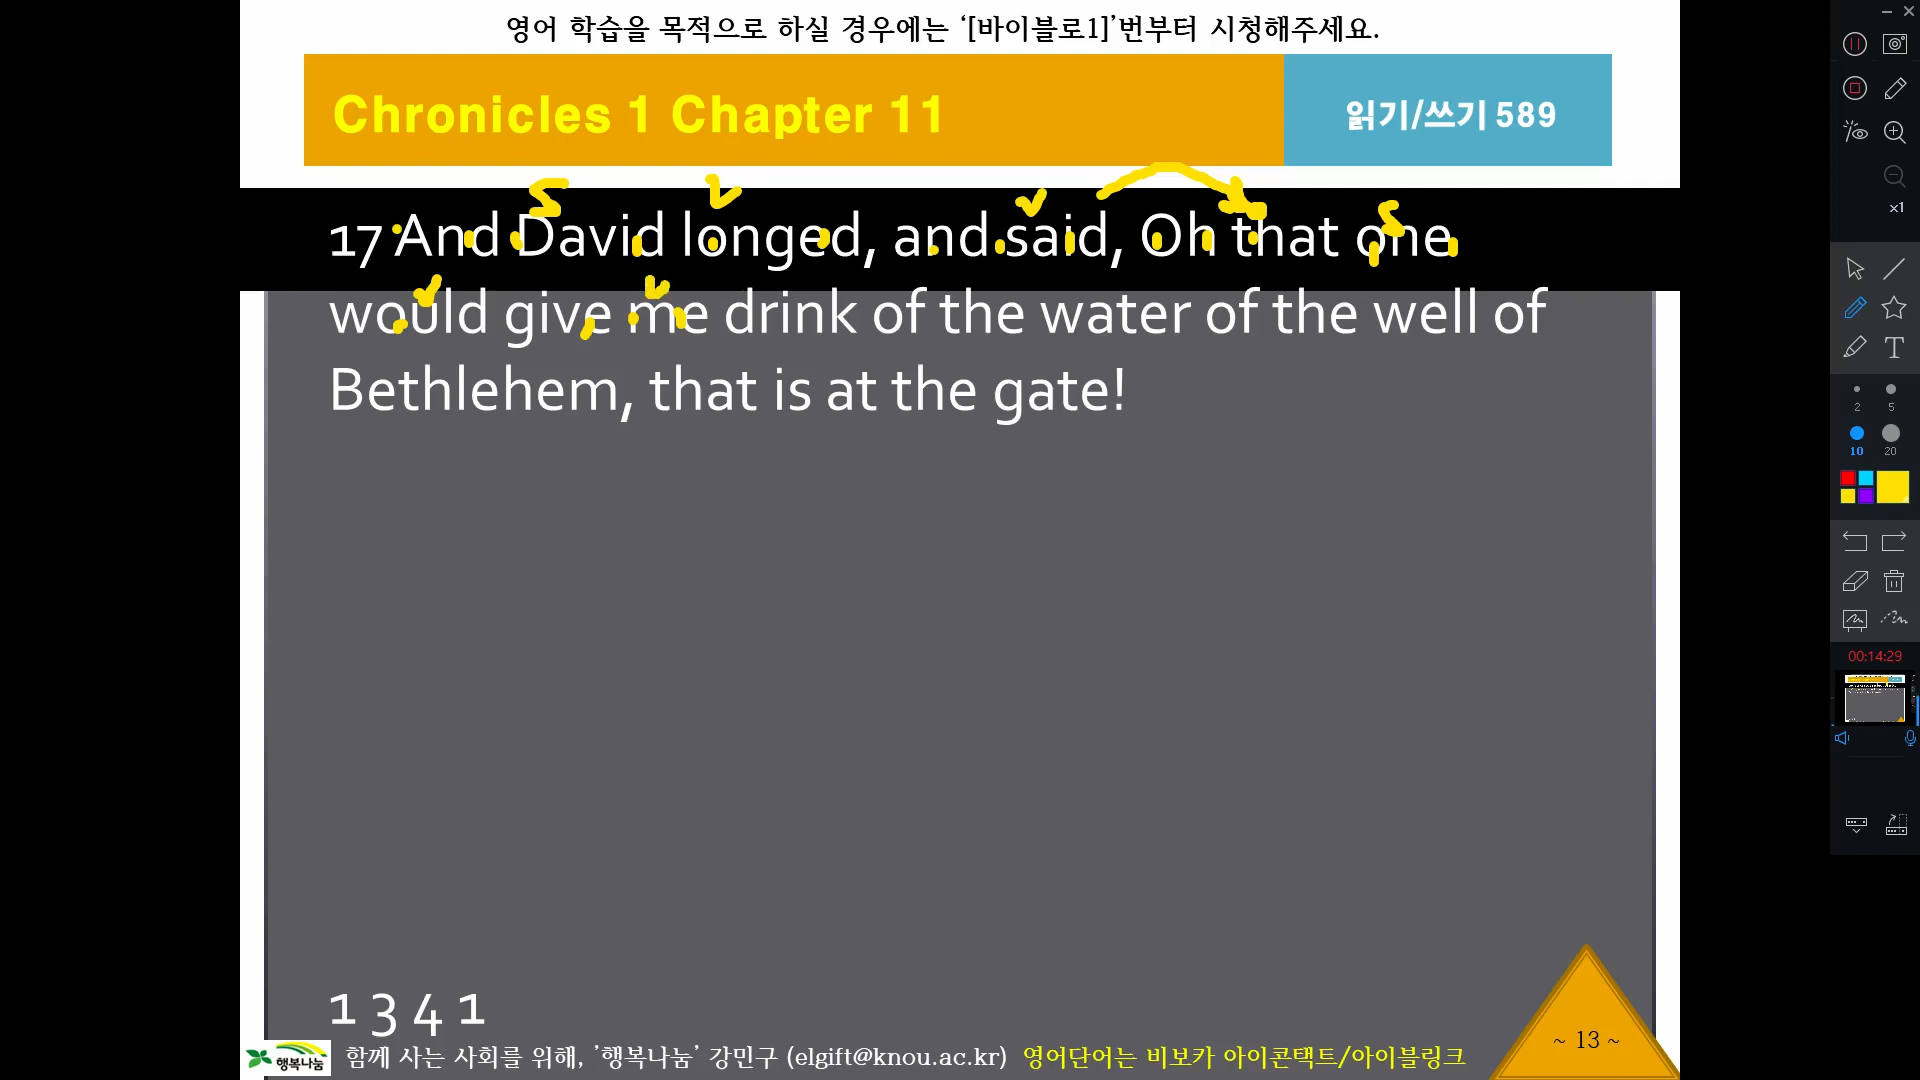 영어 학습을 목적으로 하실 경우에는 ‘[바이블로1]’번부터 시청해주세요.
Chronicles 1 Chapter 11
읽기/쓰기 589
17 And David longed, and said, Oh that one
would give me drink of the water of the well of
Bethlehem, that is at the gate!
1 3 4 1
행복나눔 함께 사는 사회를 위해, ’행복나눔’ 강민구 (elgift@knou.ac.kr) 영어단어는 비보카 아이콘택트/아이블링크
~ 13 ~
x1
2 5
10 20
00:14:29